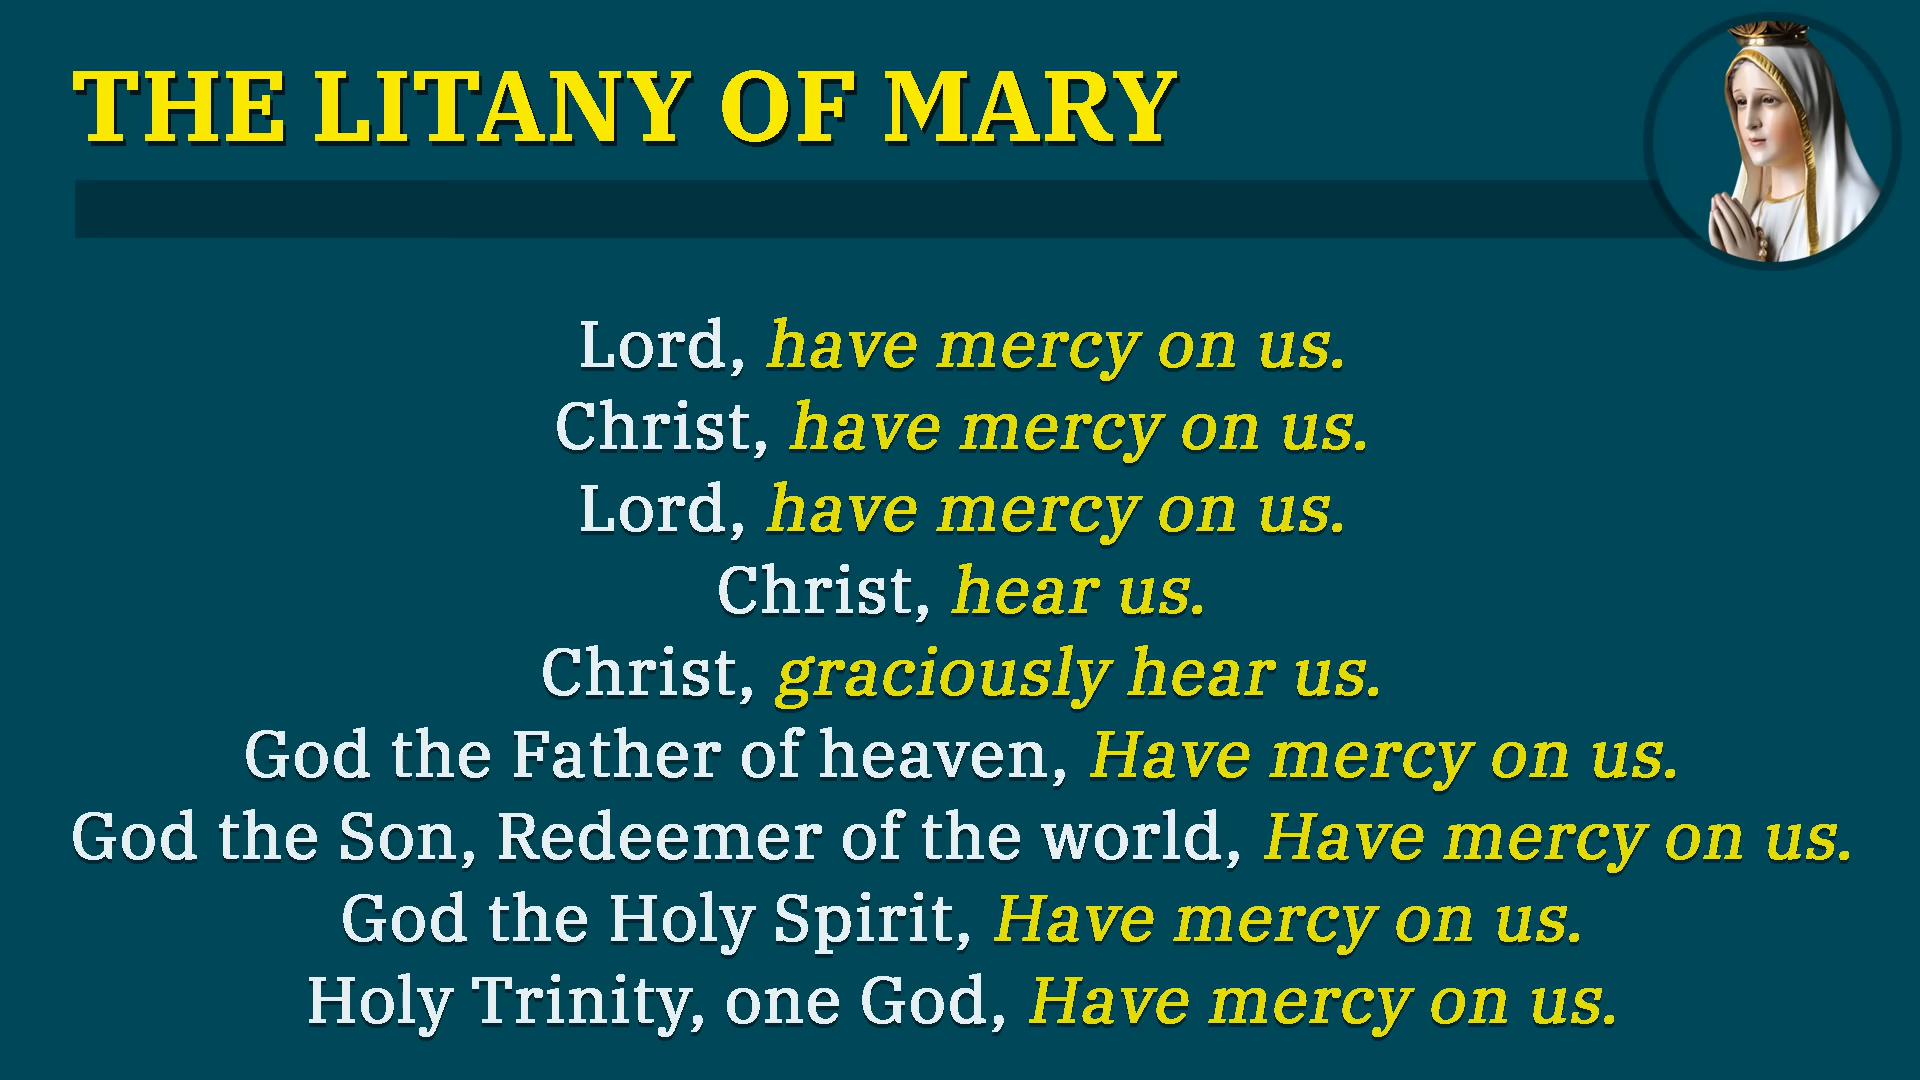 THE LITANY OF MARY
Lord, have mercy on us.
Christ, have mercy on us.
Lord, have mercy on us.
Christ, hear us.
Christ, graciously hear us.
God the Father of heaven, Have mercy on us.
God the Son, Redeemer of the world, Have mercy on us.
God the Holy Spirit, Have mercy on us.
Holy Trinity, one God, Have mercy on us.